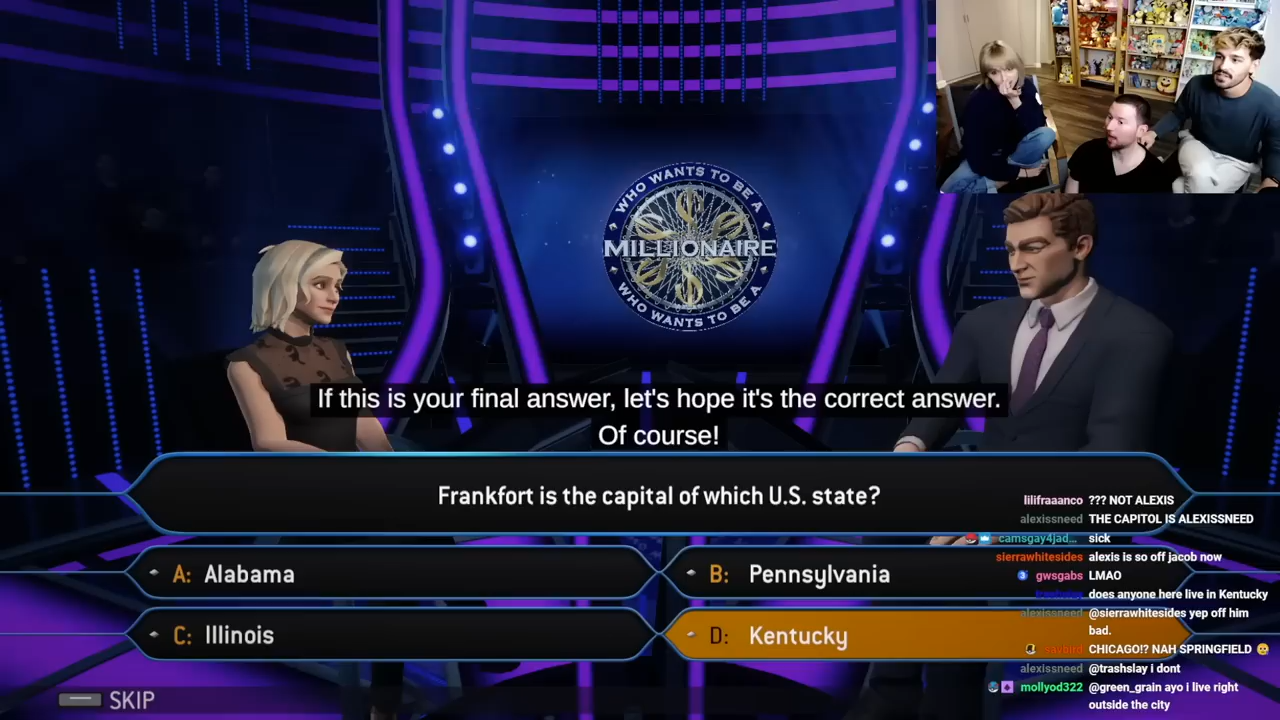 WHO WANTS TO BE A
MILLIONAIRE
WHO WANTS TO BE A
If this is your final answer, let's hope it's the correct answer.
Of course!
Frankfort is the capital of which U.S. state?
A: Alabama
B: Pennsylvania
C: Illinois
D: Kentucky
SKIP
lilifraaanco ??? NOT ALEXIS
alexissneed THE CAPITOL IS ALEXISSNEED
camsgay4jad... sick
sierrawhitesides alexis is so off jacob now
gwsgabs LMAO
does anyone here live in Kentucky
alexissneed @sierrawhitesides yep off him
bad.
savbird CHICAGO!? NAH SPRINGFIELD
alexissneed @trashslay i dont
mollyod322 @green_grain ayo i live right
outside the city